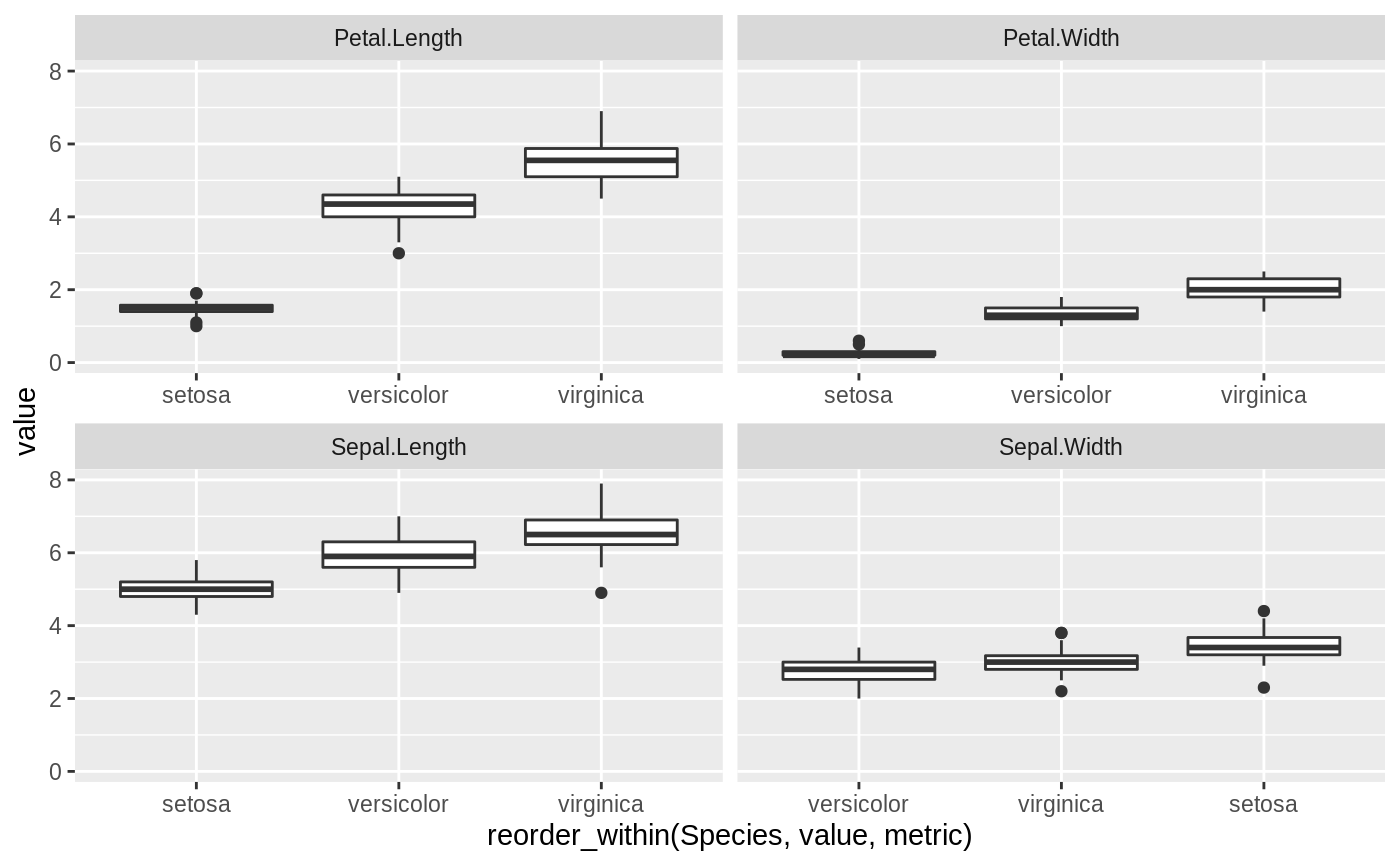 Petal.Length
Petal.Width
8
6
4
2
0
setosa versicolor virginica
setosa versicolor virginica
value
Sepal.Length
Sepal.Width
8
6
4
2
0
setosa versicolor virginica
versicolor virginica setosa
reorder_within(Species, value, metric)